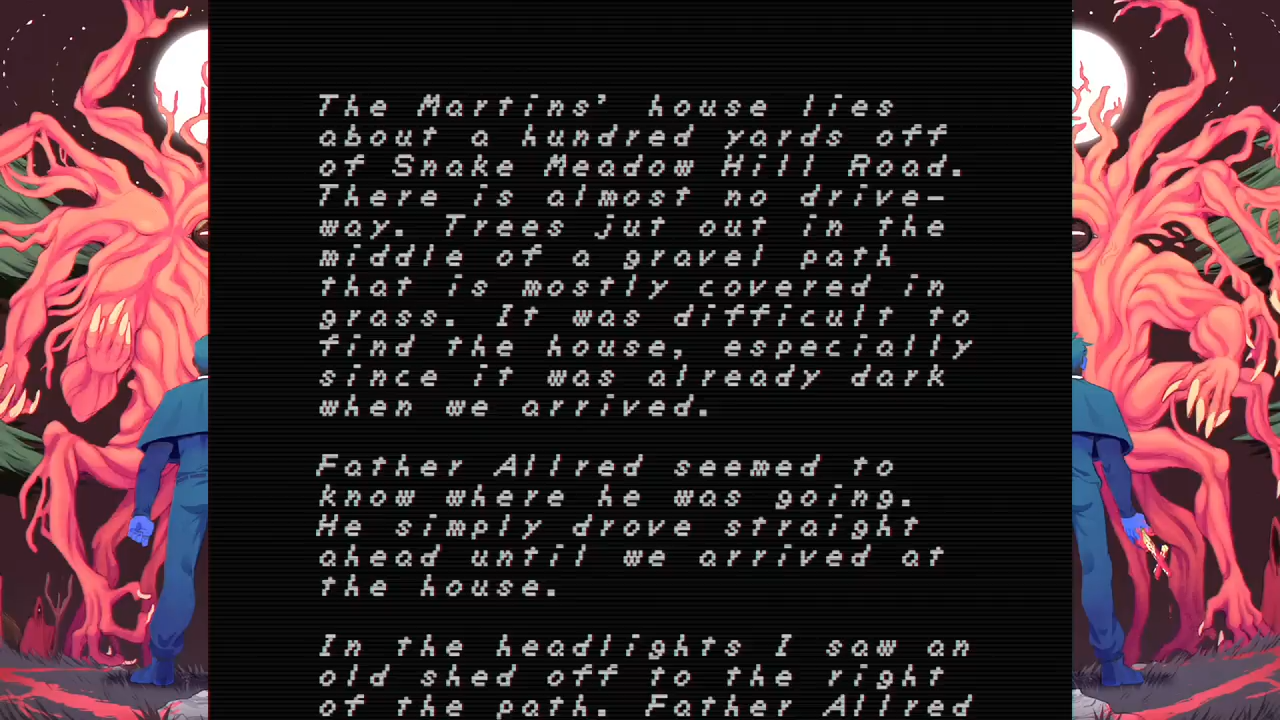 The Martins' house lies
about a hundred yards off
of Snake Meadow Hill Road.
There is almost no drive-
way. Trees jut out in the
middle of a gravel path
that is mostly covered in
grass. It was difficult to
find the house, especially
since it was already dark
when we arrived.
Father Allred seemed to
know where he was going.
He simply drove straight
ahead until we arrived at
the house.
In the headlights I saw an
old shed off to the right
of the path. Father Allred